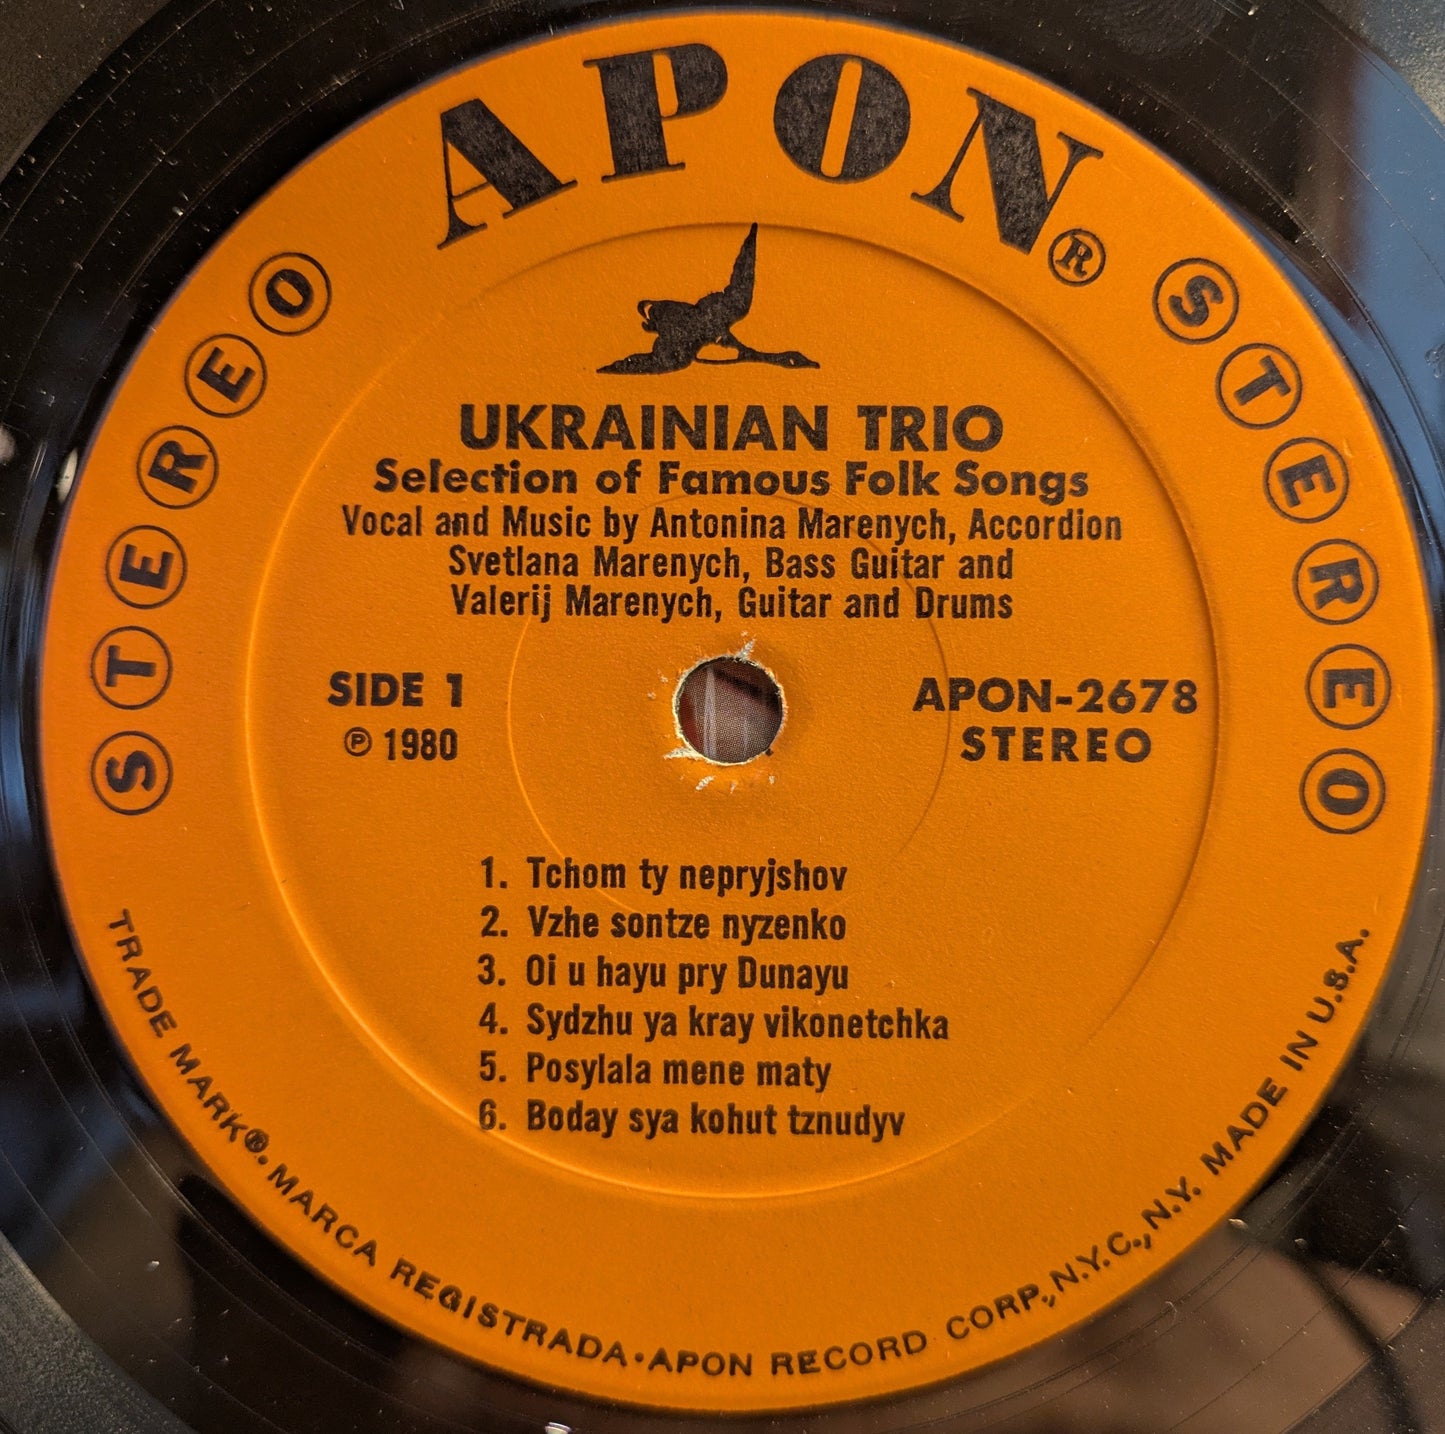 APON®
STEREO
STEREO
UKRAINIAN TRIO
Selection of Famous Folk Songs
Vocal and Music by Antonina Marenych, Accordion
Svetlana Marenych, Bass Guitar and
Valerij Marenych, Guitar and Drums
SIDE 1
℗ 1980
APON-2678
STEREO
1. Tchom ty nepryjshov
2. Vzhe sontze nyzenko
3. Oi u hayu pry Dunayu
4. Sydzhu ya kray vikonetchka
5. Posylala mene maty
6. Boday sya kohut tznudyv
TRADE MARK®. MARCA REGISTRADA · APON RECORD CORP., N.Y.C., N.Y. MADE IN U.S.A.